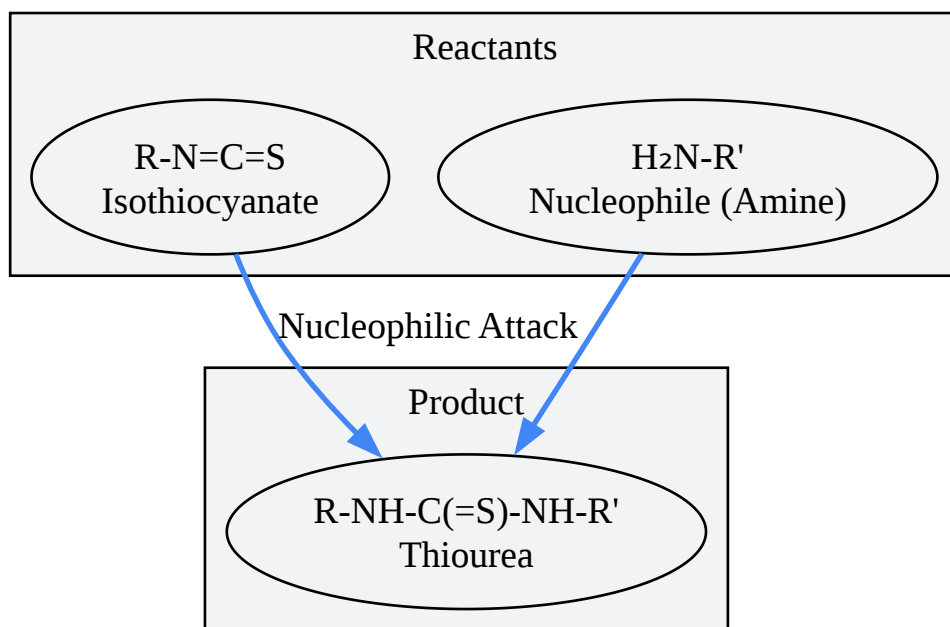 Reactants
R-N=C=S
Isothiocyanate
H₂N-R'
Nucleophile (Amine)
Nucleophilic Attack
Product
R-NH-C(=S)-NH-R'
Thiourea